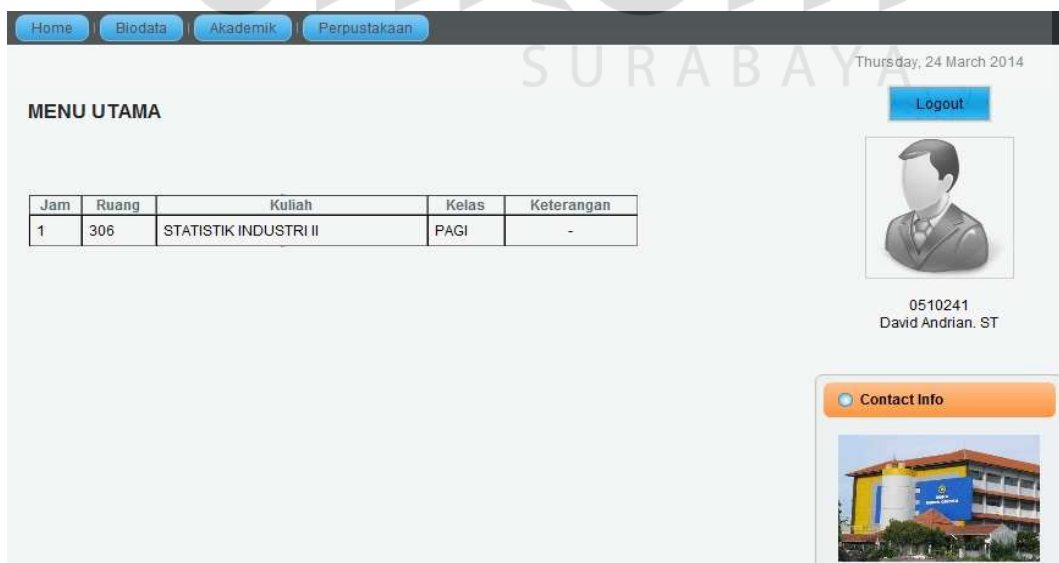 Home Biodata Akademik Perpustakaan
SURABAYA
Thursday, 24 March 2014
Logout
MENU UTAMA
Jam Ruang Kuliah Kelas Keterangan
1 306 STATISTIK INDUSTRI II PAGI -
0510241
David Andrian. ST
Contact Info